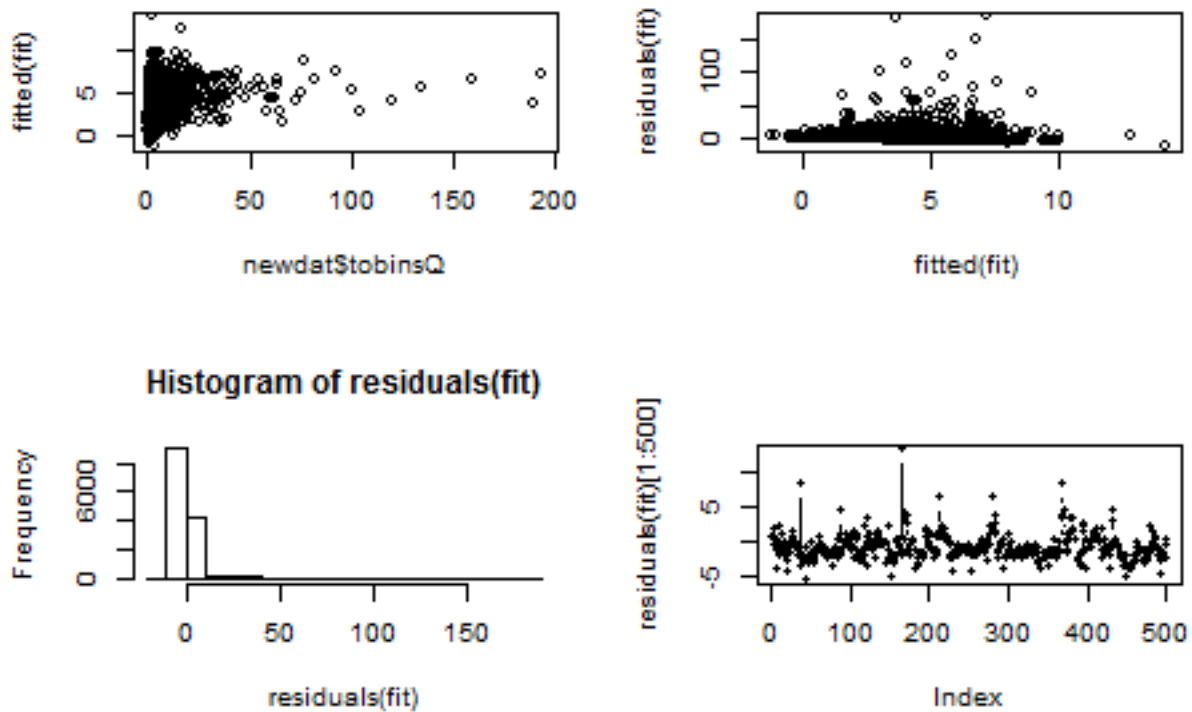 fitted(fit)
0 5
0 50 100 150 200
newdat$tobinsQ
residuals(fit)
0 100
0 5 10
fitted(fit)
Histogram of residuals(fit)
Frequency
0 6000
0 50 100 150
residuals(fit)
residuals(fit)[1:500]
-5 5
0 100 200 300 400 500
Index